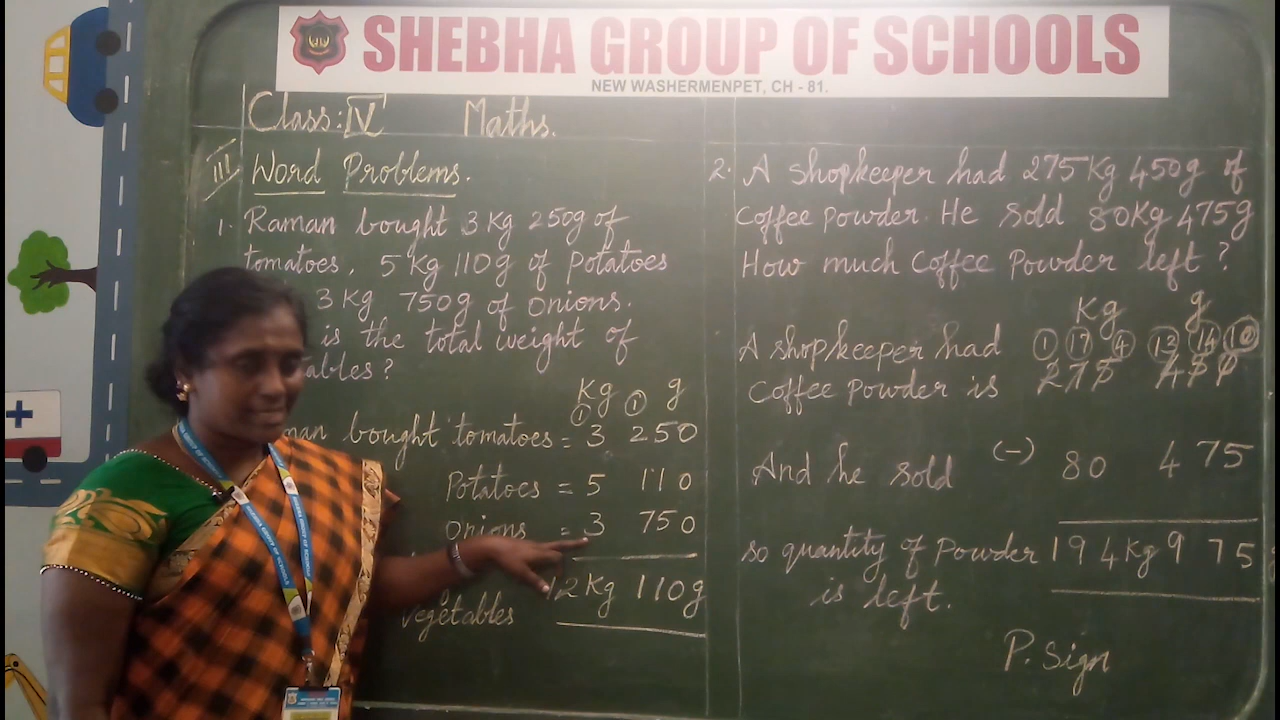 SHEBHA GROUP OF SCHOOLS
NEW WASHERMENPET, CH - 81.
Class: IV Maths.
III Word Problems.
1. Raman bought 3 Kg 250g of
tomatoes, 5 Kg 110g of Potatoes
3 Kg 750g of Onions.
is the total weight of
ables?
Kg g
① ①
man bought tomatoes = 3 250
Potatoes = 5 110
Onions = 3 750
12 Kg 110g
Vegetables
2. A Shopkeeper had 275 Kg 450g of
Coffee Powder. He Sold 80Kg 475g
How much Coffee Powder left?
Kg g
A shopkeeper had ① ⑰ ④ ⑬ ⑭ ⑩
Coffee Powder is 275 450
And he sold (-) 80 475
so quantity of Powder 194Kg 975
is left.
P. Sign